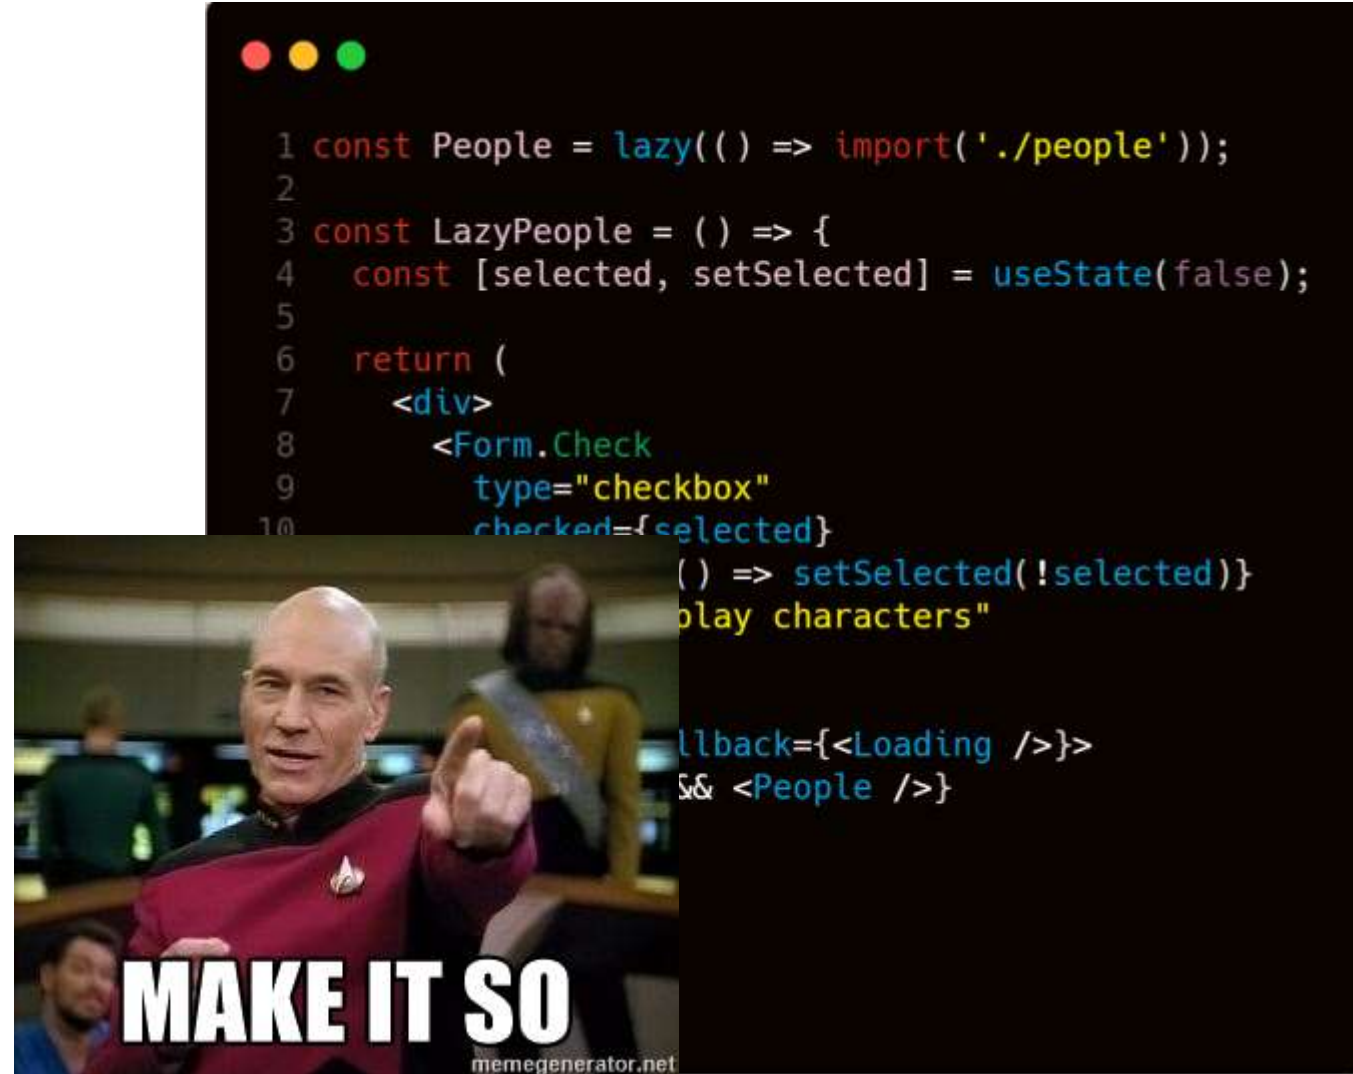 1 const People = lazy(() => import('./people'));
2
3 const LazyPeople = () => {
4 const [selected, setSelected] = useState(false);
5
6 return (
7 <div>
8 <Form.Check
9 type="checkbox"
10 checked={selected}
() => setSelected(!selected)}
play characters"
llback={<Loading />}>
&& <People />}
MAKE IT SO
memegenerator.net